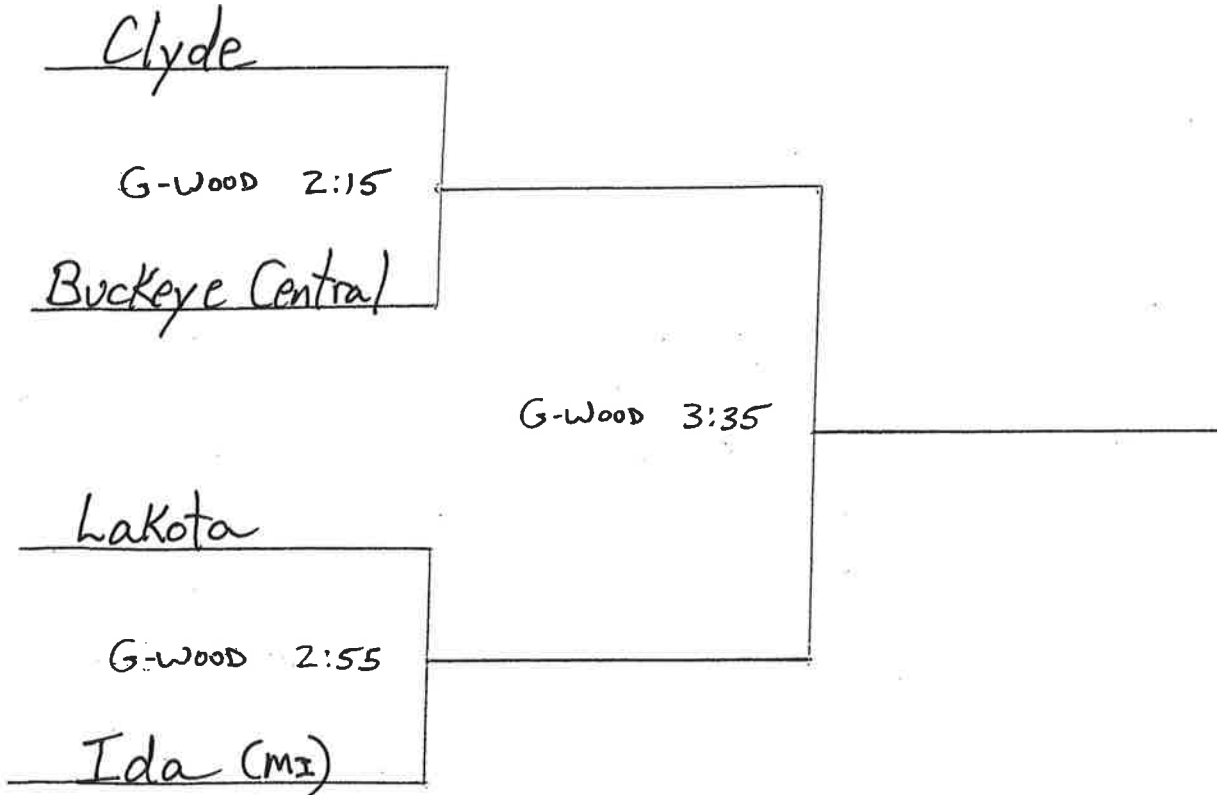 Clyde
G-WOOD 2:15
Buckeye Central
G-WOOD 3:35
Lakota
G-WOOD 2:55
Ida (MI)